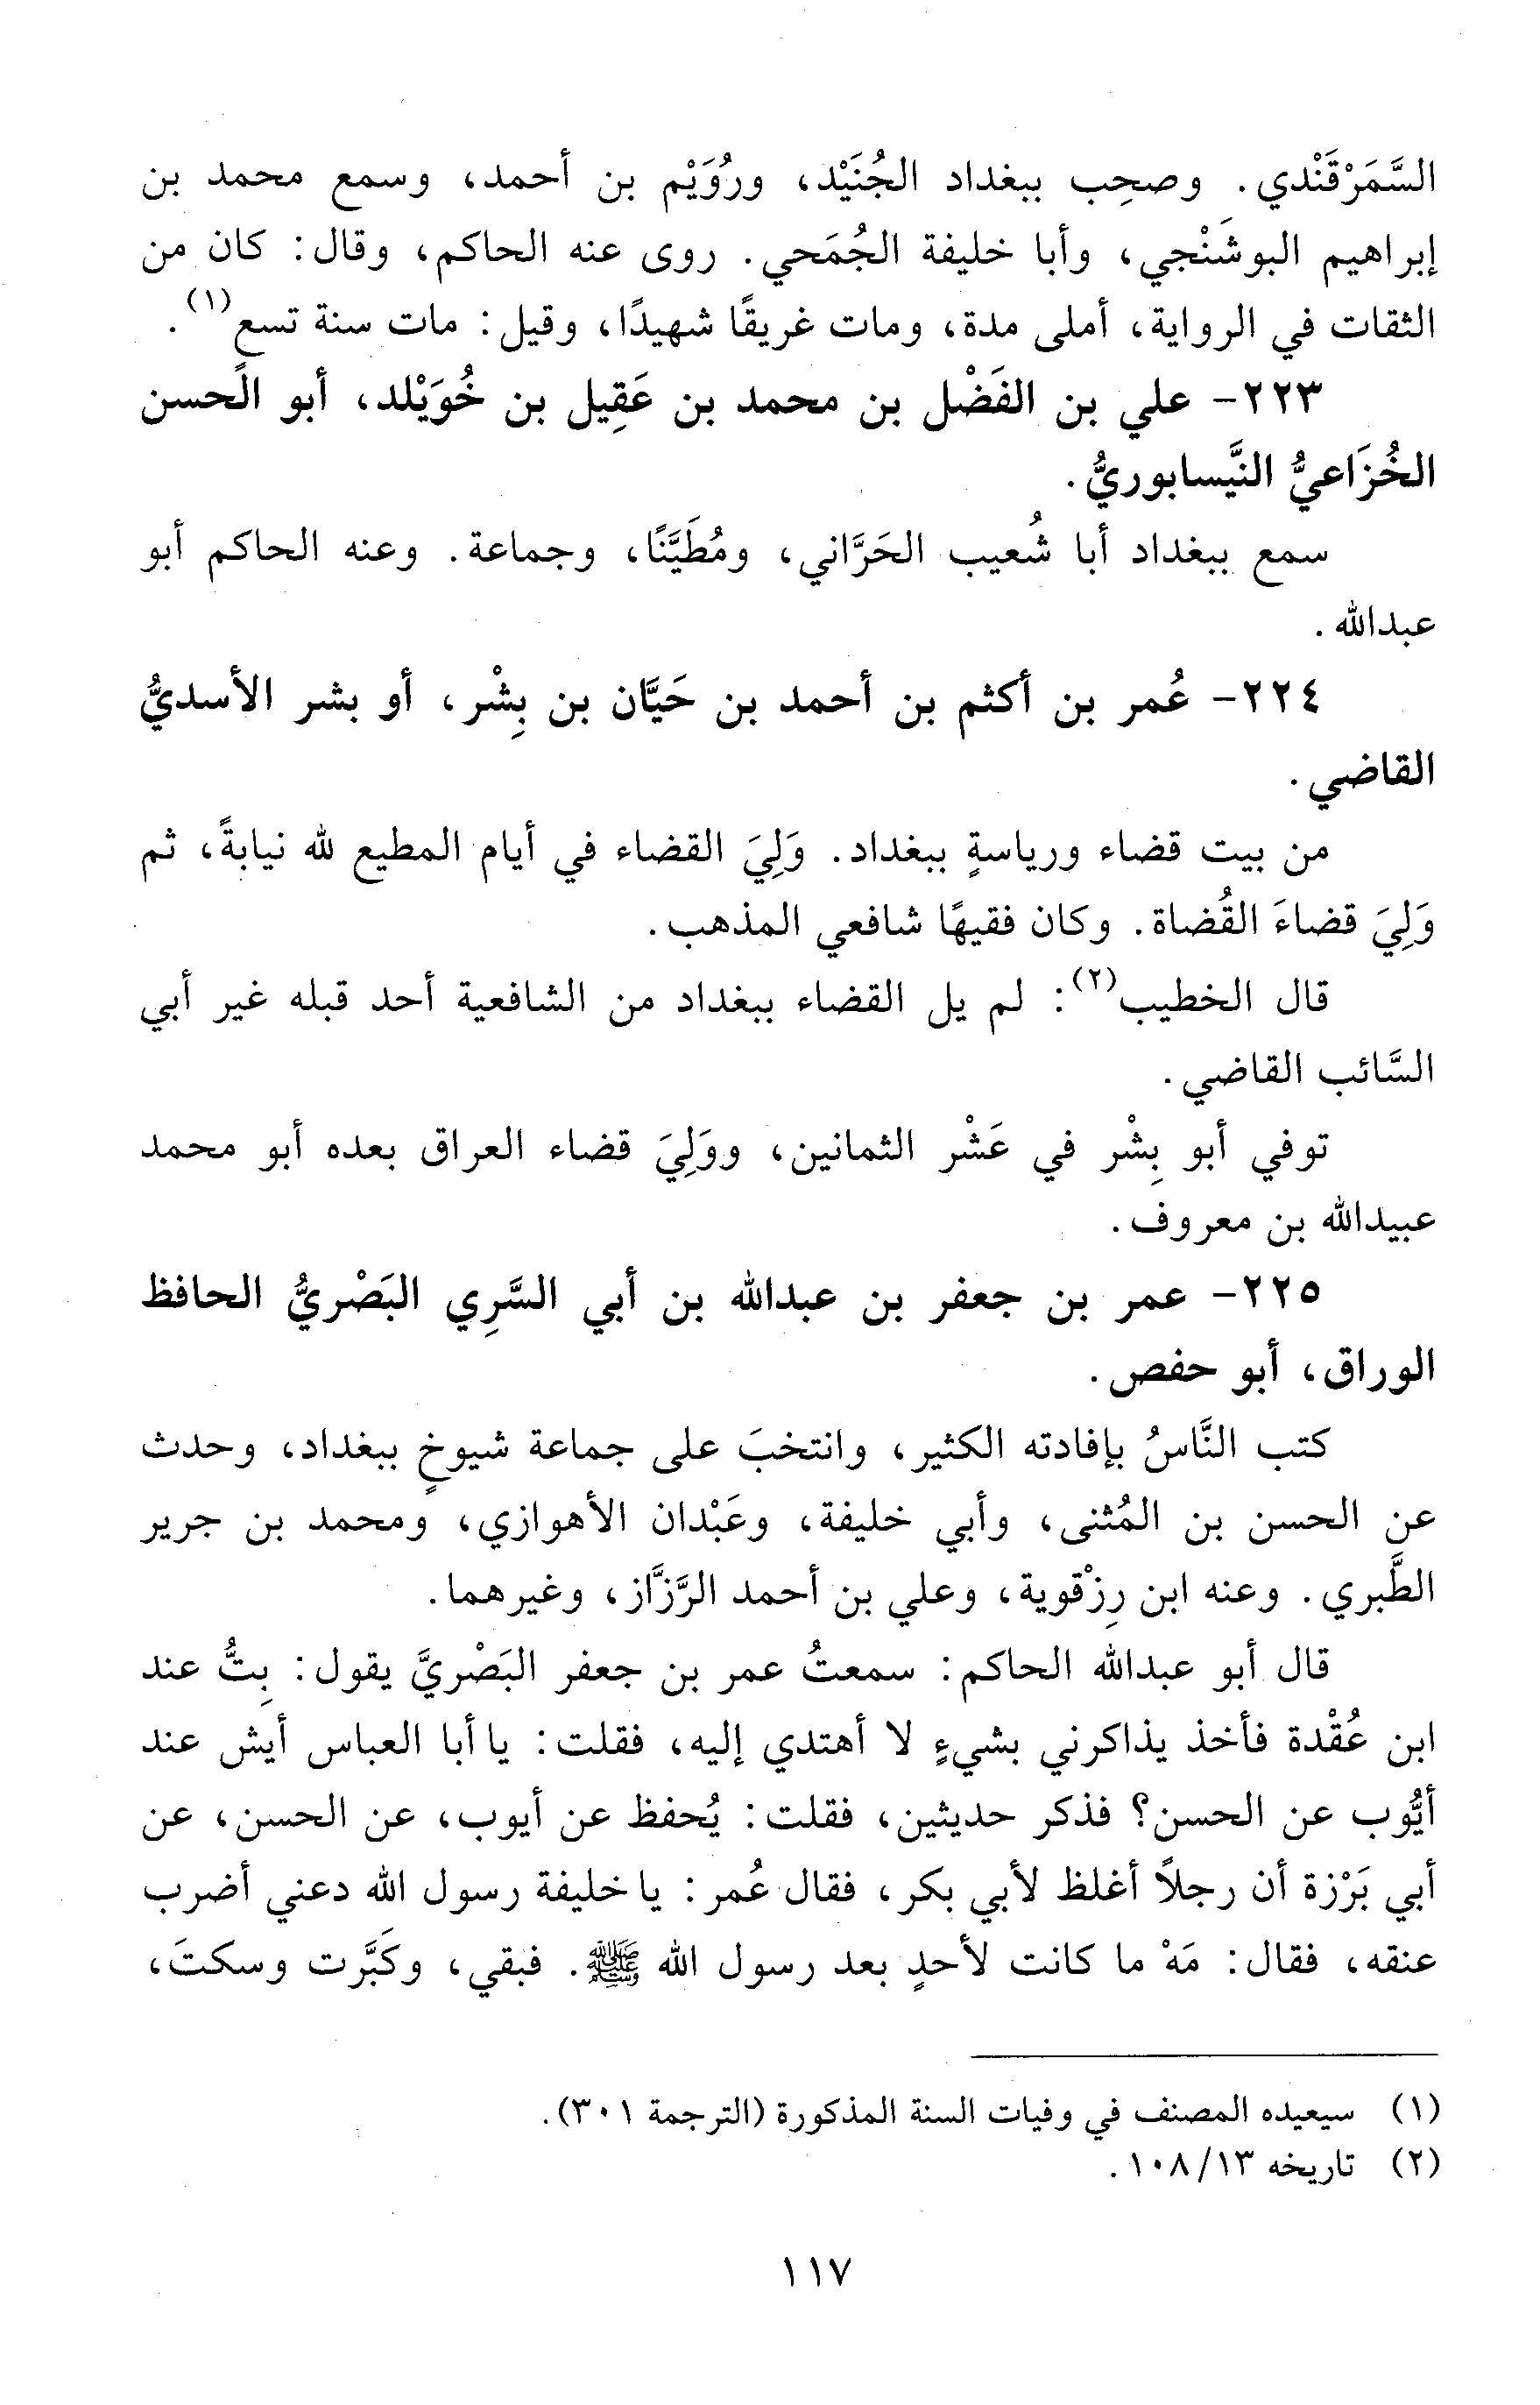 السَّمَرْقَنْدي. وصحِب ببغداد الجُنَيْد، ورُوَيْم بن أحمد، وسمع محمد بن
إبراهيم البوشَنْجي، وأبا خليفة الجُمَحي. روى عنه الحاكم، وقال: كان من
الثقات في الرواية، أملى مدة، ومات غريقًا شهيدًا، وقيل: مات سنة تسع(١).
٢٢٣- علي بن الفَضْل بن محمد بن عَقِيل بن خُوَيْلد، أبو الحسن
الخُزَاعيُّ النَّيسابوريُّ.
سمع ببغداد أبا شُعيب الحَرَّاني، ومُطَيَّنًا، وجماعة. وعنه الحاكم أبو
عبدالله.
٢٢٤- عُمر بن أكثم بن أحمد بن حَيَّان بن بِشْر، أو بشر الأسديُّ
القاضي.
من بيت قضاء ورياسةٍ ببغداد. وَلِيَ القضاء في أيام المطيع لله نيابةً، ثم
وَلِيَ قضاءَ القُضاة. وكان فقيهًا شافعي المذهب.
قال الخطيب(٢): لم يل القضاء ببغداد من الشافعية أحد قبله غير أبي
السَّائب القاضي.
توفي أبو بِشْر في عَشْر الثمانين، ووَلِيَ قضاء العراق بعده أبو محمد
عبيدالله بن معروف.
٢٢٥- عمر بن جعفر بن عبدالله بن أبي السَّرِي البَصْريُّ الحافظ
الوراق، أبو حفص.
كتب النَّاسُ بإفادته الكثير، وانتخبَ على جماعة شيوخٍ ببغداد، وحدث
عن الحسن بن المُثنى، وأبي خليفة، وعَبْدان الأهوازي، ومحمد بن جرير
الطَّبري. وعنه ابن رِزْقوية، وعلي بن أحمد الرَّزَّاز، وغيرهما.
قال أبو عبدالله الحاكم: سمعتُ عمر بن جعفر البَصْريَّ يقول: بِتُّ عند
ابن عُقْدة فأخذ يذاكرني بشيءٍ لا أهتدي إليه، فقلت: يا أبا العباس أيش عند
أيُّوب عن الحسن؟ فذكر حديثين، فقلت: يُحفظ عن أيوب، عن الحسن، عن
أبي بَرْزة أن رجلاً أغلظ لأبي بكر، فقال عُمر: يا خليفة رسول الله دعني أضرب
عنقه، فقال: مَهْ ما كانت لأحدٍ بعد رسول الله ﷺ. فبقي، وكَبَّرت وسكتَ،
(١) سيعيده المصنف في وفيات السنة المذكورة (الترجمة ٣٠١).
(٢) تاريخه ١٣/ ١٠٨.
١١٧